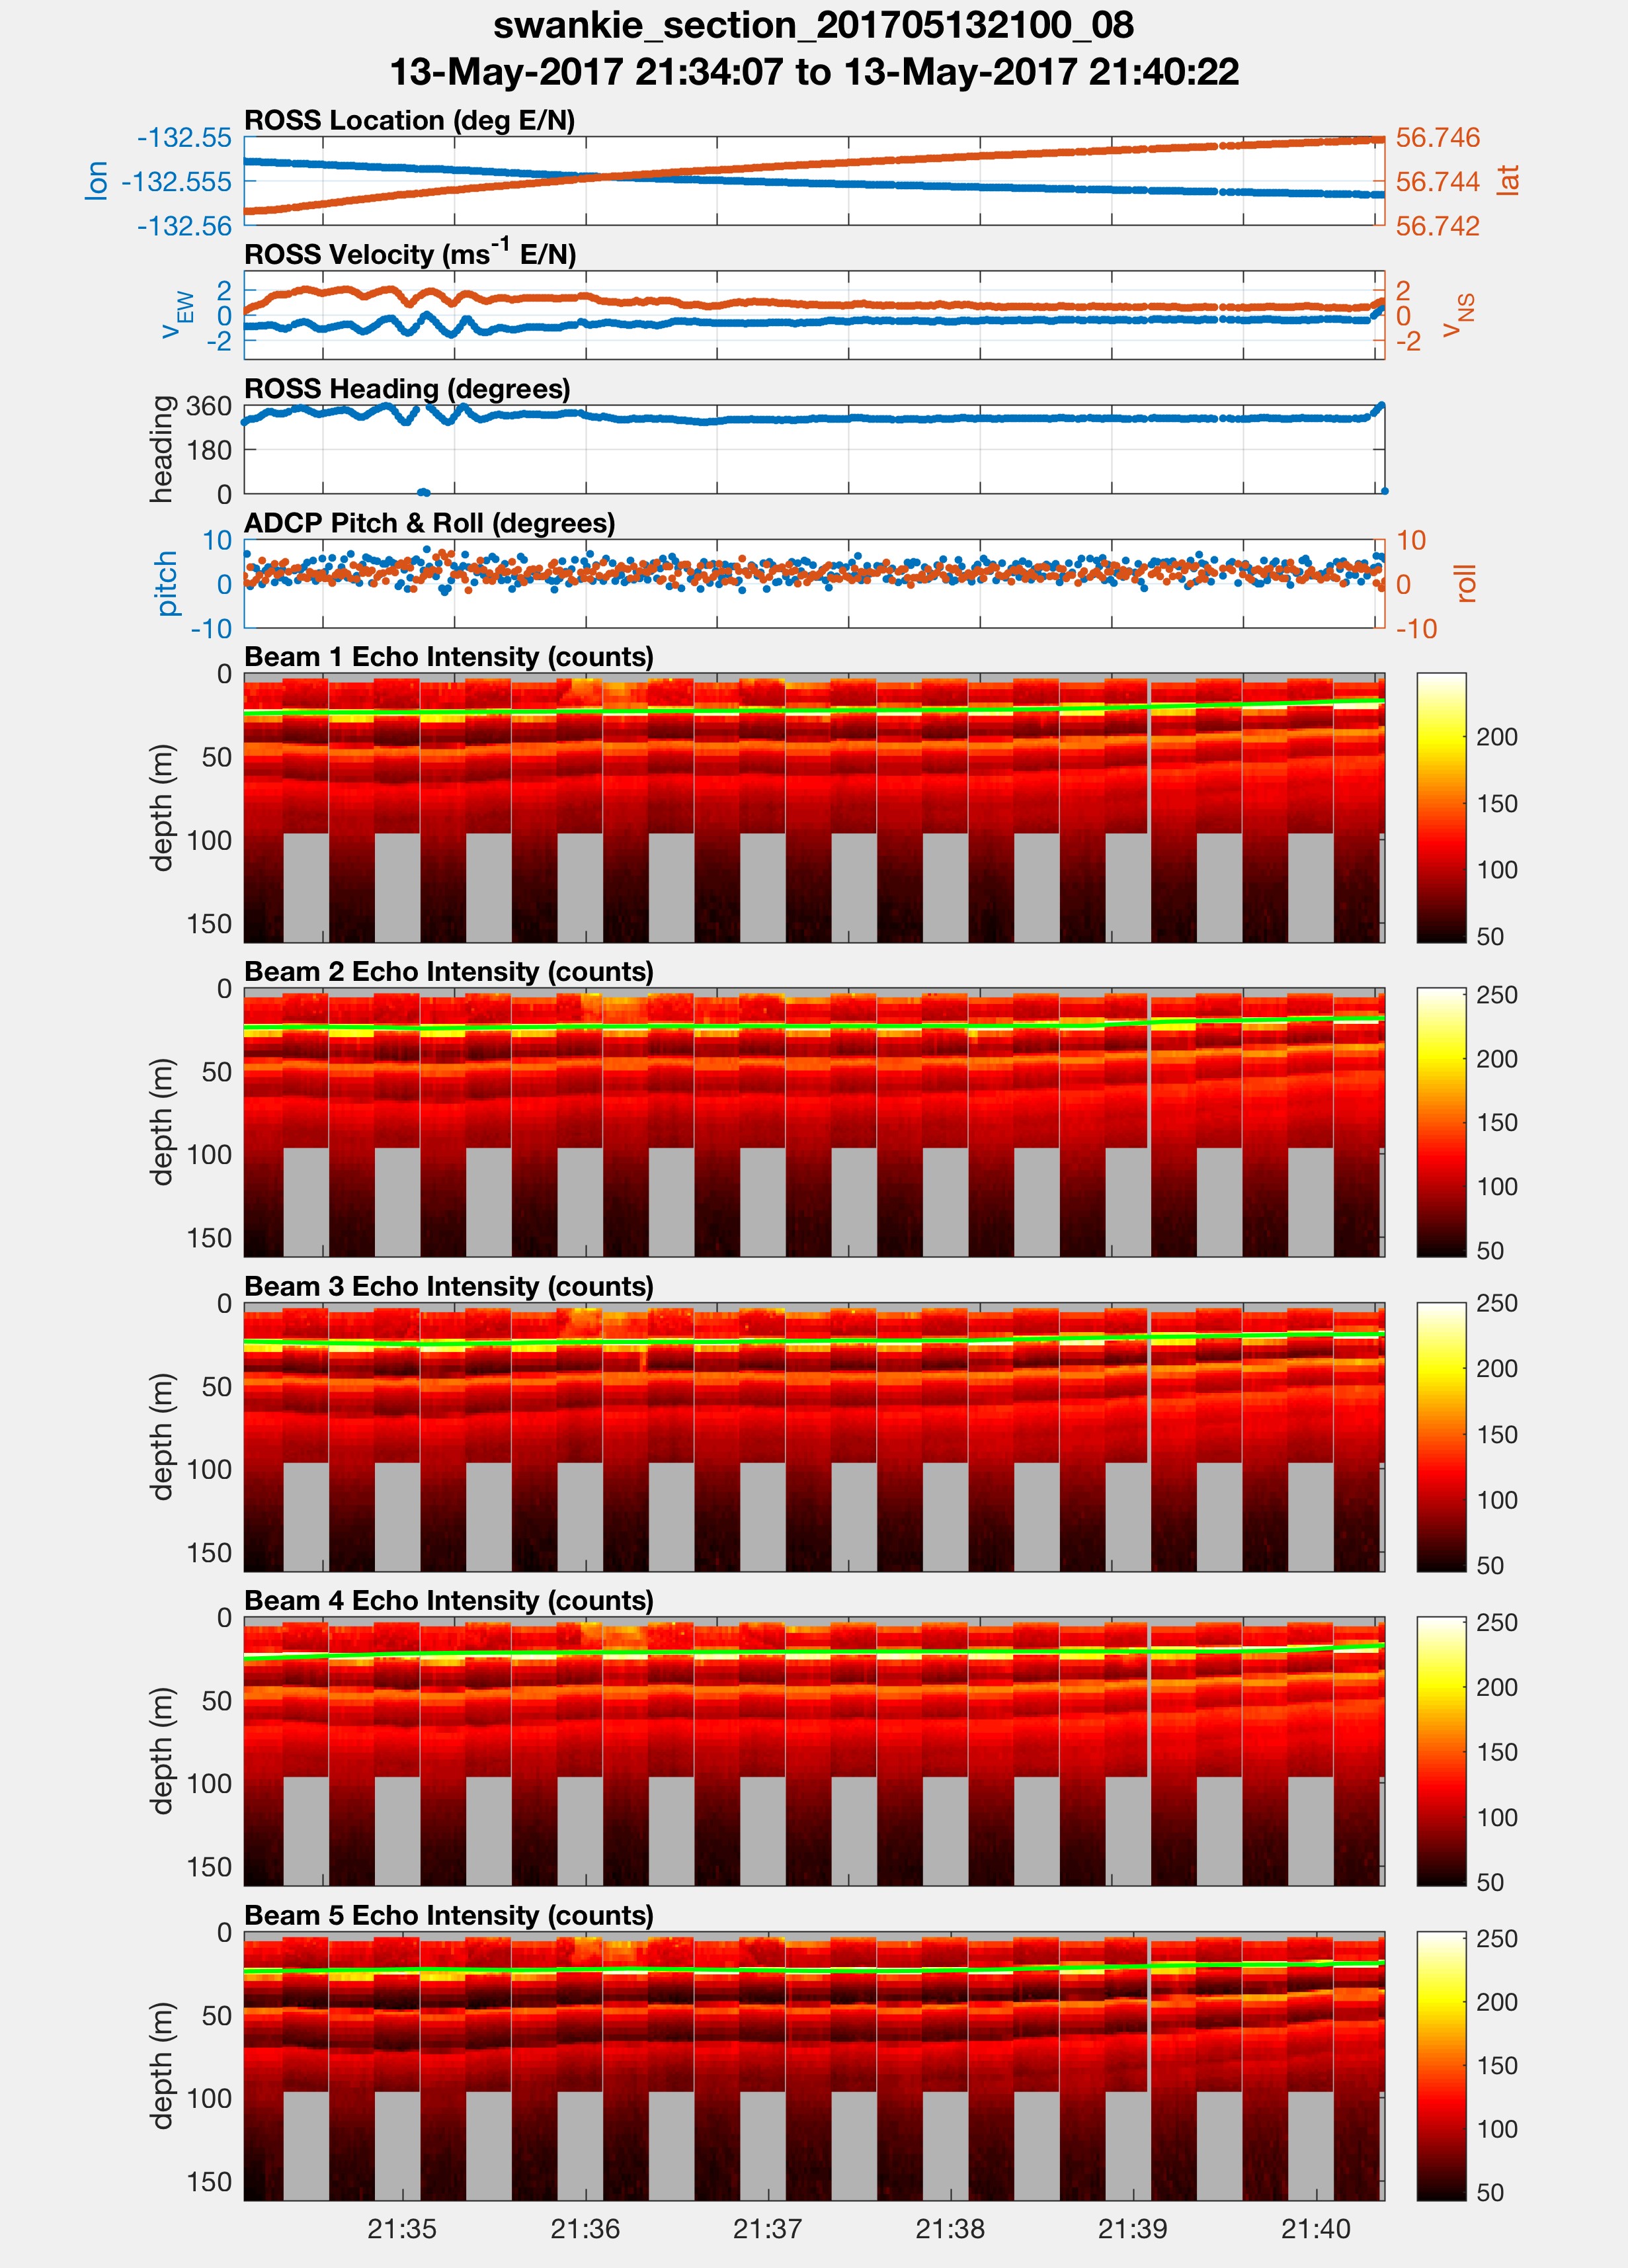 swankie_section_201705132100_08
13-May-2017 21:34:07 to 13-May-2017 21:40:22
ROSS Location (deg E/N)
-132.55
-132.555
-132.56
lon
56.746
56.744
56.742
lat
ROSS Velocity (ms-1 E/N)
2
0
-2
vEW
2
0
-2
vNS
ROSS Heading (degrees)
360
180
0
heading
ADCP Pitch & Roll (degrees)
10
0
-10
pitch
10
0
-10
roll
Beam 1 Echo Intensity (counts)
0
50
100
150
depth (m)
200
150
100
50
Beam 2 Echo Intensity (counts)
0
50
100
150
depth (m)
250
200
150
100
50
Beam 3 Echo Intensity (counts)
0
50
100
150
depth (m)
250
200
150
100
50
Beam 4 Echo Intensity (counts)
0
50
100
150
depth (m)
250
200
150
100
50
Beam 5 Echo Intensity (counts)
0
50
100
150
depth (m)
250
200
150
100
50
21:35 21:36 21:37 21:38 21:39 21:40